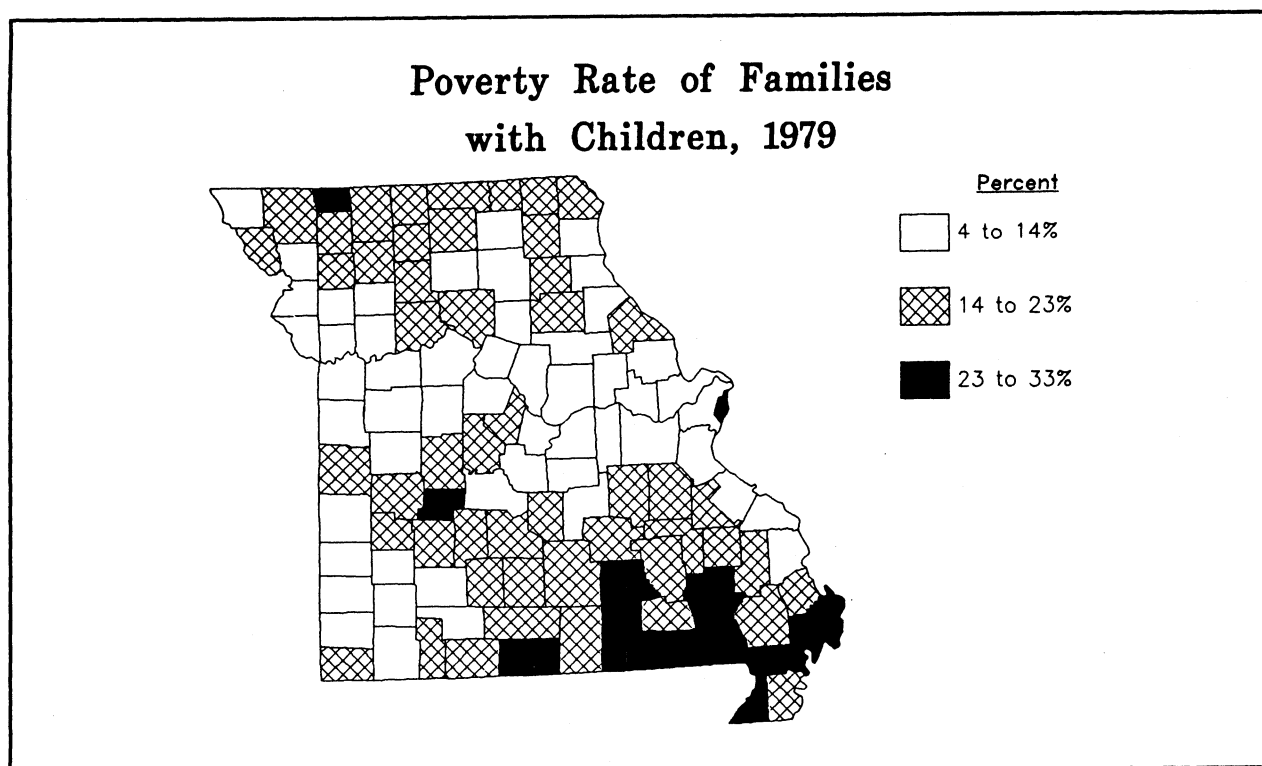 Poverty Rate of Families
with Children, 1979
Percent
4 to 14%
14 to 23%
23 to 33%